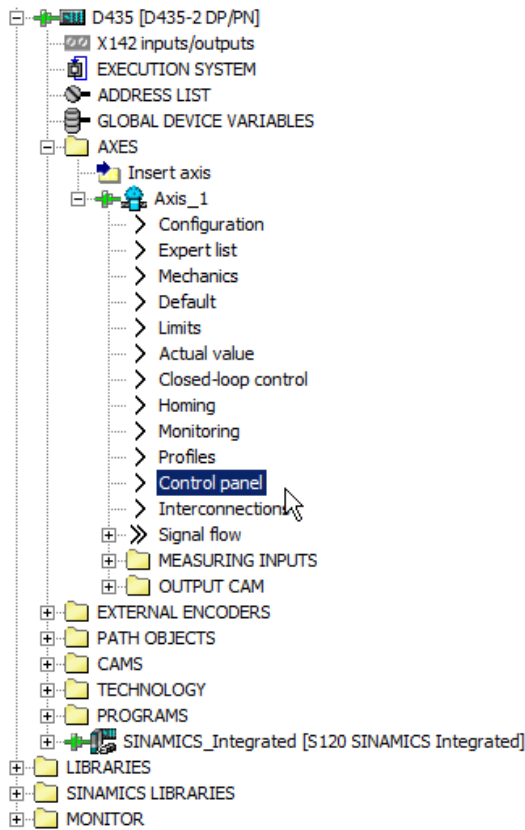 D435 [D435-2 DP/PN]
X142 inputs/outputs
EXECUTION SYSTEM
ADDRESS LIST
GLOBAL DEVICE VARIABLES
AXES
Insert axis
Axis_1
Configuration
Expert list
Mechanics
Default
Limits
Actual value
Closed-loop control
Homing
Monitoring
Profiles
Control panel
Interconnections
Signal flow
MEASURING INPUTS
OUTPUT CAM
EXTERNAL ENCODERS
PATH OBJECTS
CAMS
TECHNOLOGY
PROGRAMS
SINAMICS_Integrated [S120 SINAMICS Integrated]
LIBRARIES
SINAMICS LIBRARIES
MONITOR